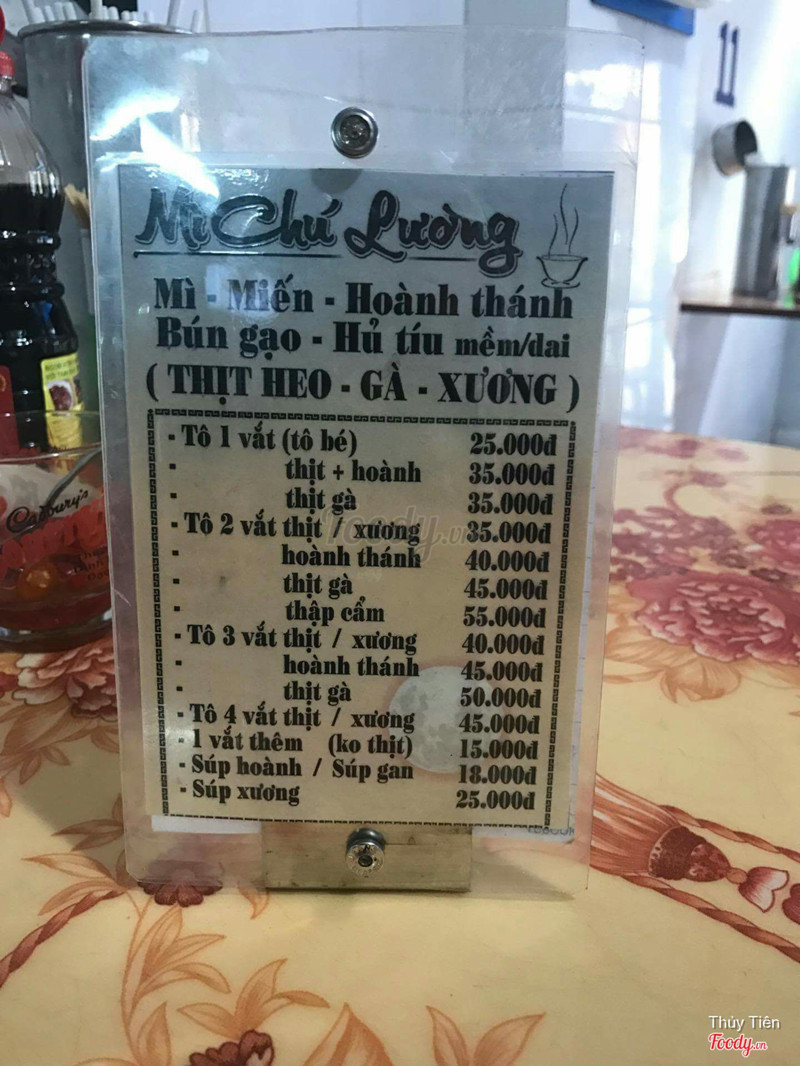 11
Mì Chú Lường
Mì - Miến - Hoành thánh
Bún gạo - Hủ tíu mềm/dai
( THỊT HEO - GÀ - XƯƠNG )
- Tô 1 vắt (tô bé) 25.000đ
- thịt + hoành 35.000đ
- thịt gà 35.000đ
- Tô 2 vắt thịt / xương 35.000đ
- hoành thánh 40.000đ
- thịt gà 45.000đ
- thập cẩm 55.000đ
- Tô 3 vắt thịt / xương 40.000đ
- hoành thánh 45.000đ
- thịt gà 50.000đ
- Tô 4 vắt thịt / xương 45.000đ
- 1 vắt thêm (ko thịt) 15.000đ
- Súp hoành / Súp gan 18.000đ
- Súp xương 25.000đ
Foody.vn
Thúy Tiên
Foody.vn